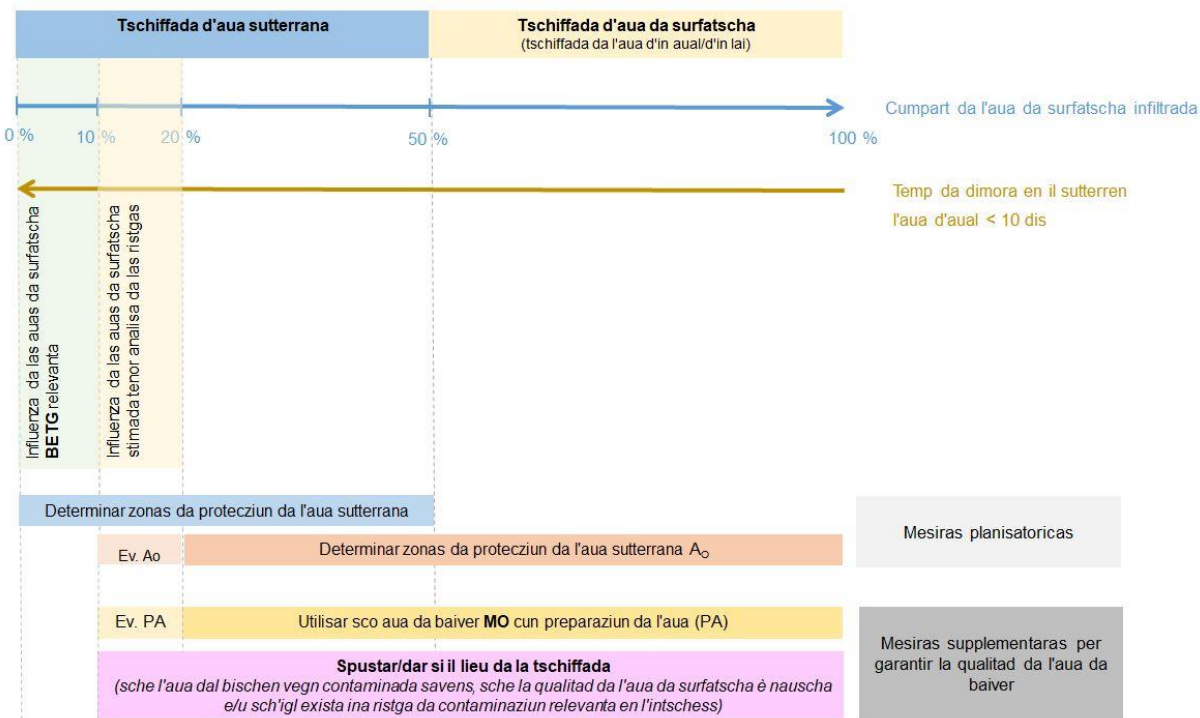 Tschiffada d'aua sutterrana
Tschiffada d'aua da surfatscha
(tschiffada da l'aua d'in aual/d'in lai)
Cumpart da l'aua da surfatscha infiltrada
0 %
10 %
20 %
50 %
100 %
Temp da dimora en il sutterren
l'aua d'aual < 10 dis
Influenza da las auas da surfatscha
BETG relevanta
Influenza da las auas da surfatscha
stimada tenor analisa da las ristgas
Determinar zonas da protecziun da l'aua sutterrana
Ev. Ao
Determinar zonas da protecziun da l'aua sutterrana Ao
Mesiras planisatoricas
Ev. PA
Utilisar sco aua da baiver MO cun preparaziun da l'aua (PA)
Spustar/dar si il lieu da la tschiffada
(sche l'aua dal bischen vegn contaminada savens, sche la qualitad da l'aua da surfatscha è nauscha
e/u sch'igl exista ina ristga da contaminaziun relevanta en l'intschess)
Mesiras supplementaras per
garantir la qualitad da l'aua da
baiver